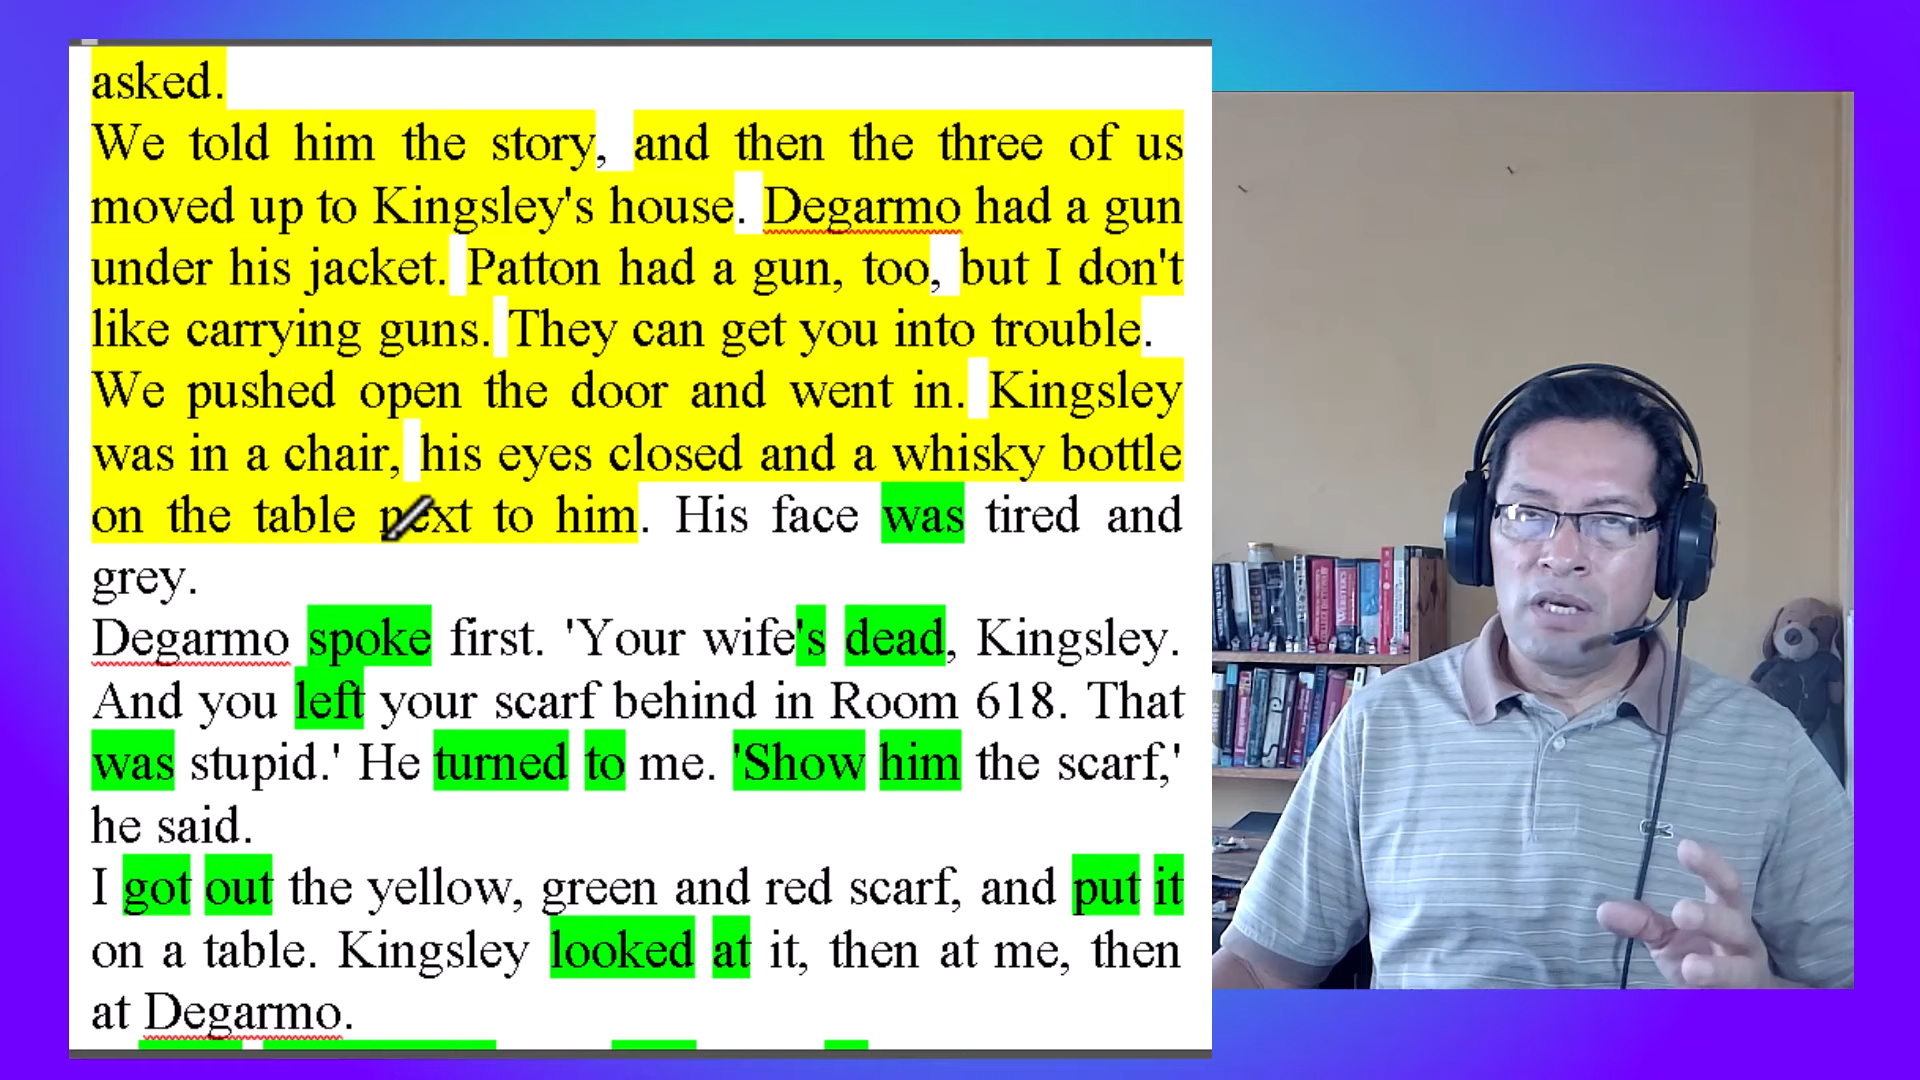 asked.
We told him the story, and then the three of us
moved up to Kingsley's house. Degarmo had a gun
under his jacket. Patton had a gun, too, but I don't
like carrying guns. They can get you into trouble.
We pushed open the door and went in. Kingsley
was in a chair, his eyes closed and a whisky bottle
on the table next to him. His face was tired and
grey.
Degarmo spoke first. 'Your wife's dead, Kingsley.
And you left your scarf behind in Room 618. That
was stupid.' He turned to me. 'Show him the scarf,'
he said.
I got out the yellow, green and red scarf, and put it
on a table. Kingsley looked at it, then at me, then
at Degarmo.